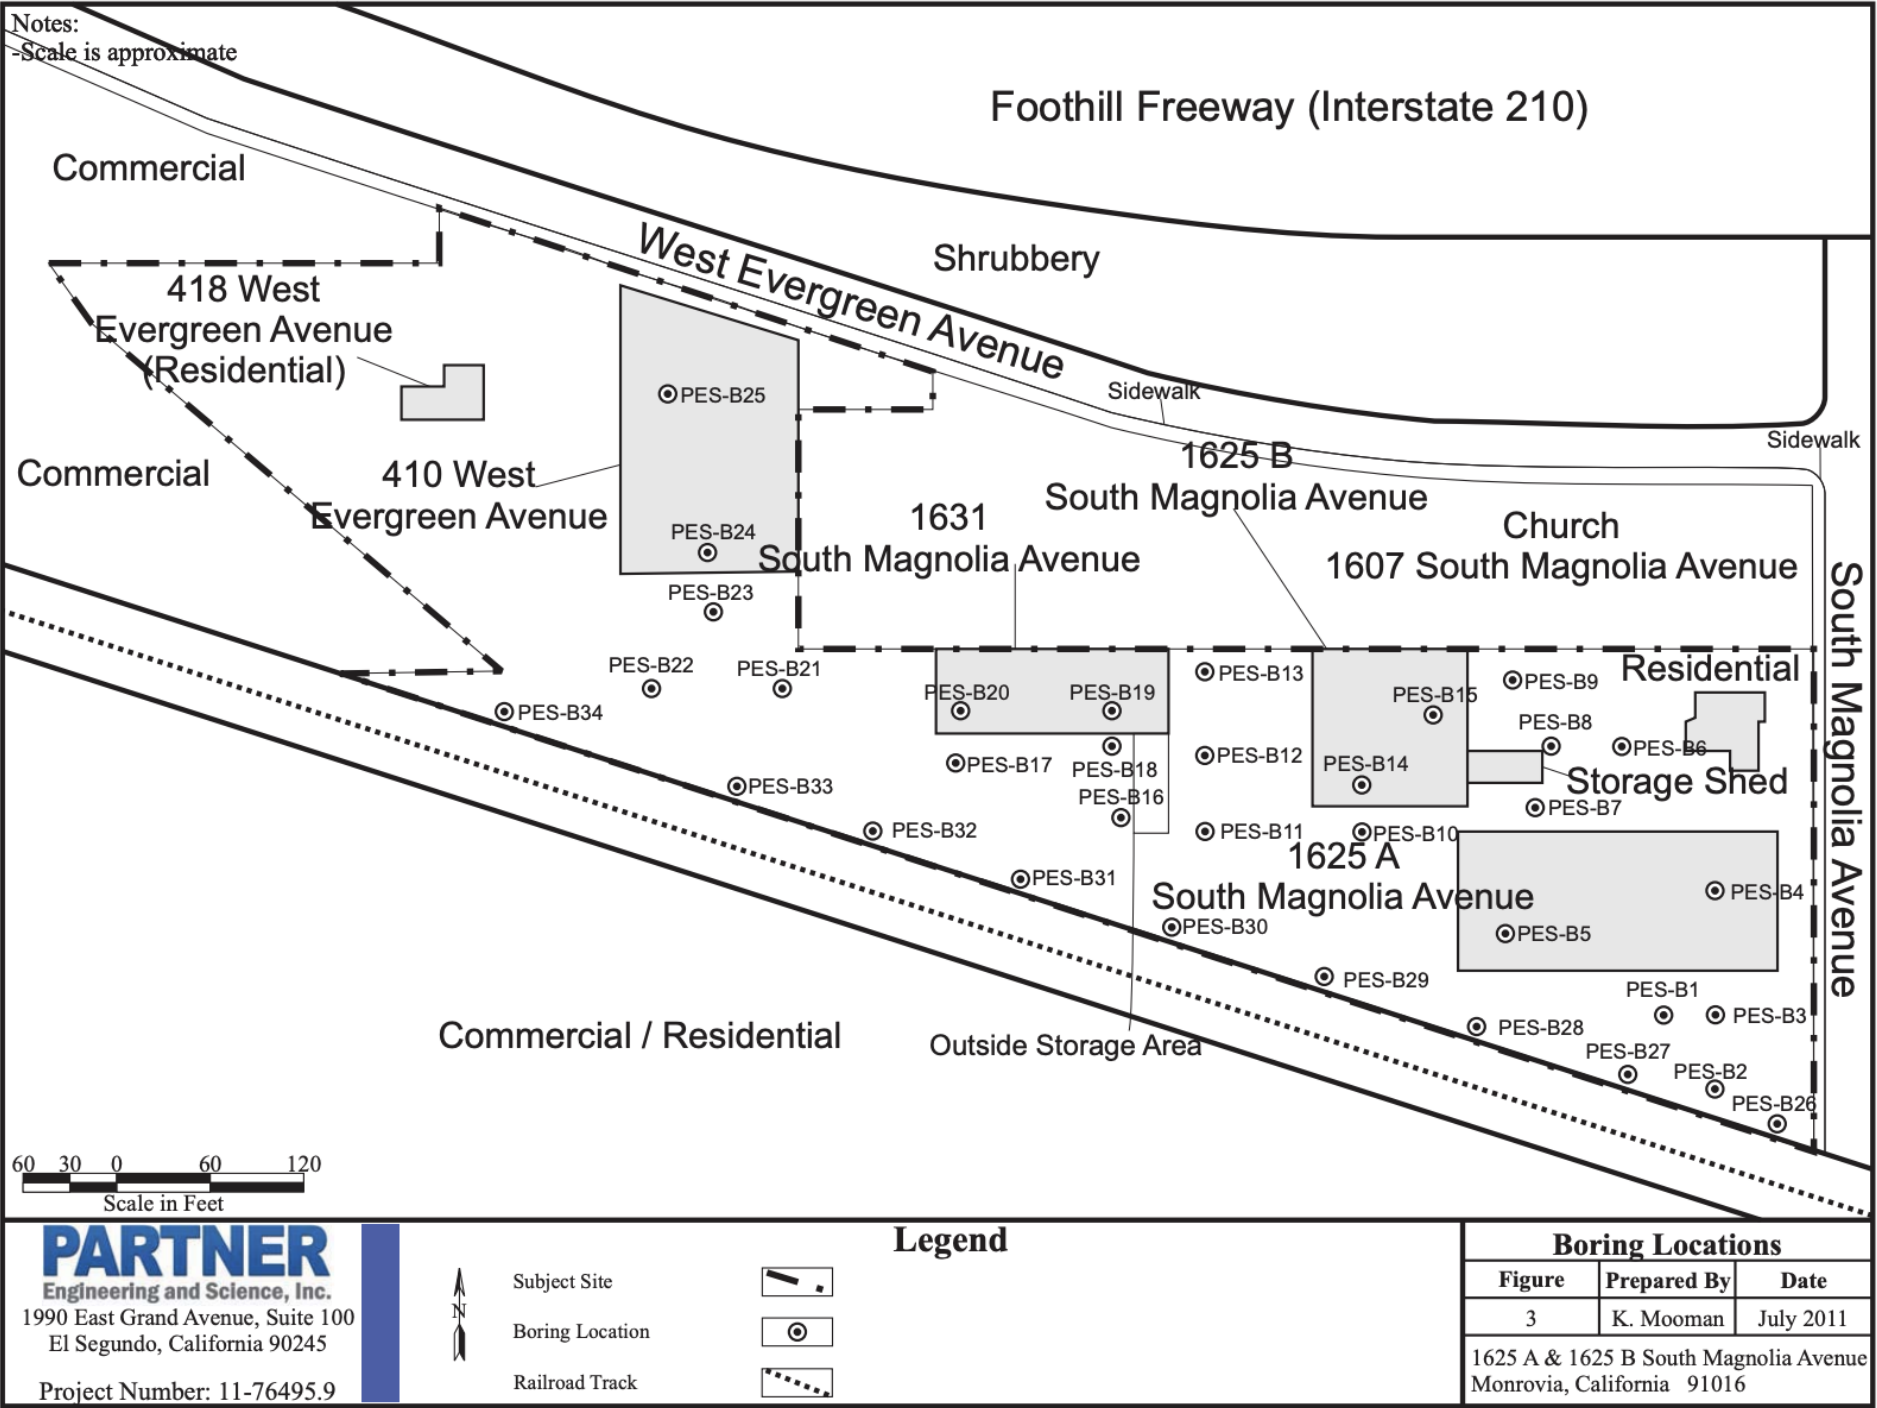 Notes:
-Scale is approximate
Foothill Freeway (Interstate 210)
Commercial
West Evergreen Avenue
Shrubbery
418 West
Evergreen Avenue
(Residential)
Sidewalk
Sidewalk
PES-B25
Commercial
410 West
Evergreen Avenue
1625 B
South Magnolia Avenue
1631
South Magnolia Avenue
Church
1607 South Magnolia Avenue
PES-B24
PES-B23
South Magnolia Avenue
PES-B22
PES-B21
PES-B13
PES-B9
Residential
PES-B20
PES-B19
PES-B15
PES-B34
PES-B8
PES-B6
PES-B17
PES-B18
PES-B12
PES-B14
Storage Shed
PES-B33
PES-B16
PES-B7
PES-B32
PES-B11
PES-B10
1625 A
South Magnolia Avenue
PES-B31
PES-B4
PES-B30
PES-B5
PES-B29
PES-B1
PES-B3
PES-B28
Commercial / Residential
Outside Storage Area
PES-B27
PES-B2
PES-B26
60 30 0 60 120
Scale in Feet
PARTNER
Engineering and Science, Inc.
1990 East Grand Avenue, Suite 100
El Segundo, California 90245
Project Number: 11-76495.9
N
Legend
Subject Site
Boring Location
Railroad Track
Boring Locations
Figure Prepared By Date
3 K. Mooman July 2011
1625 A & 1625 B South Magnolia Avenue
Monrovia, California 91016